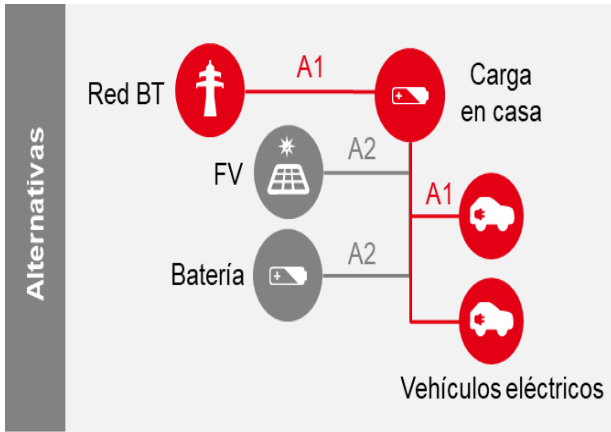 Alternativas
Red BT
A1
Carga
en casa
FV
A2
A1
Batería
A2
Vehículos eléctricos